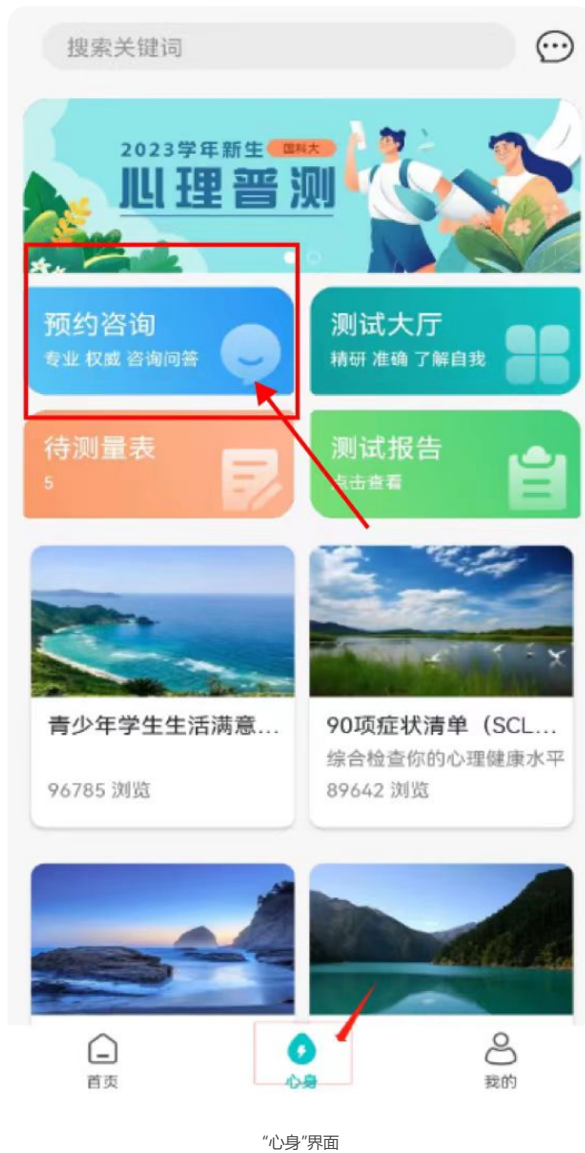 搜索关键词
2023学年新生 国科大
心理普测
预约咨询
专业 权威 咨询问答
测试大厅
精研 准确 了解自我
待测量表
5
测试报告
点击查看
青少年学生生活满意...
96785 浏览
90项症状清单（SCL...
综合检查你的心理健康水平
89642 浏览
首页
心身
我的
“心身”界面